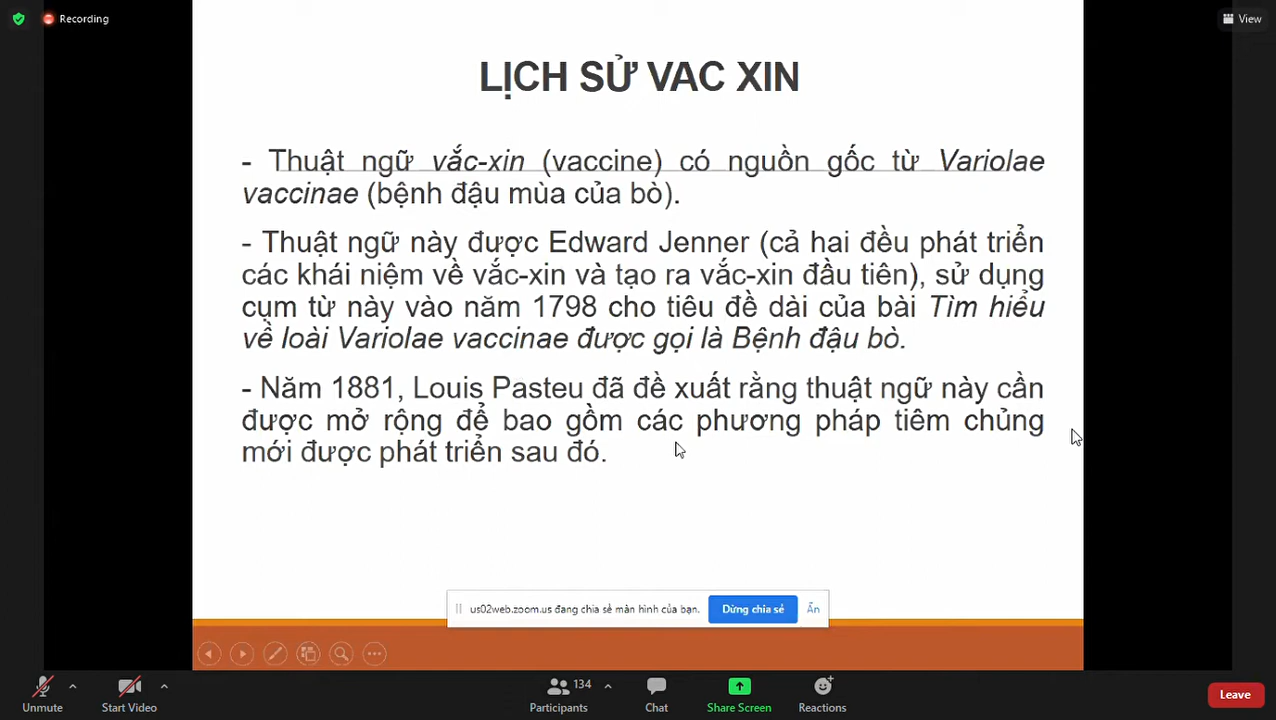 Recording
View
LỊCH SỬ VAC XIN
- Thuật ngữ vắc-xin (vaccine) có nguồn gốc từ Variolae
vaccinae (bệnh đậu mùa của bò).
- Thuật ngữ này được Edward Jenner (cả hai đều phát triển
các khái niệm về vắc-xin và tạo ra vắc-xin đầu tiên), sử dụng
cụm từ này vào năm 1798 cho tiêu đề dài của bài Tìm hiểu
về loài Variolae vaccinae được gọi là Bệnh đậu bò.
- Năm 1881, Louis Pasteu đã đề xuất rằng thuật ngữ này cần
được mở rộng để bao gồm các phương pháp tiêm chủng
mới được phát triển sau đó.
us02web.zoom.us đang chia sẻ màn hình của bạn. Dừng chia sẻ Ẩn
Unmute
Start Video
134
Participants
Chat
Share Screen
Reactions
Leave